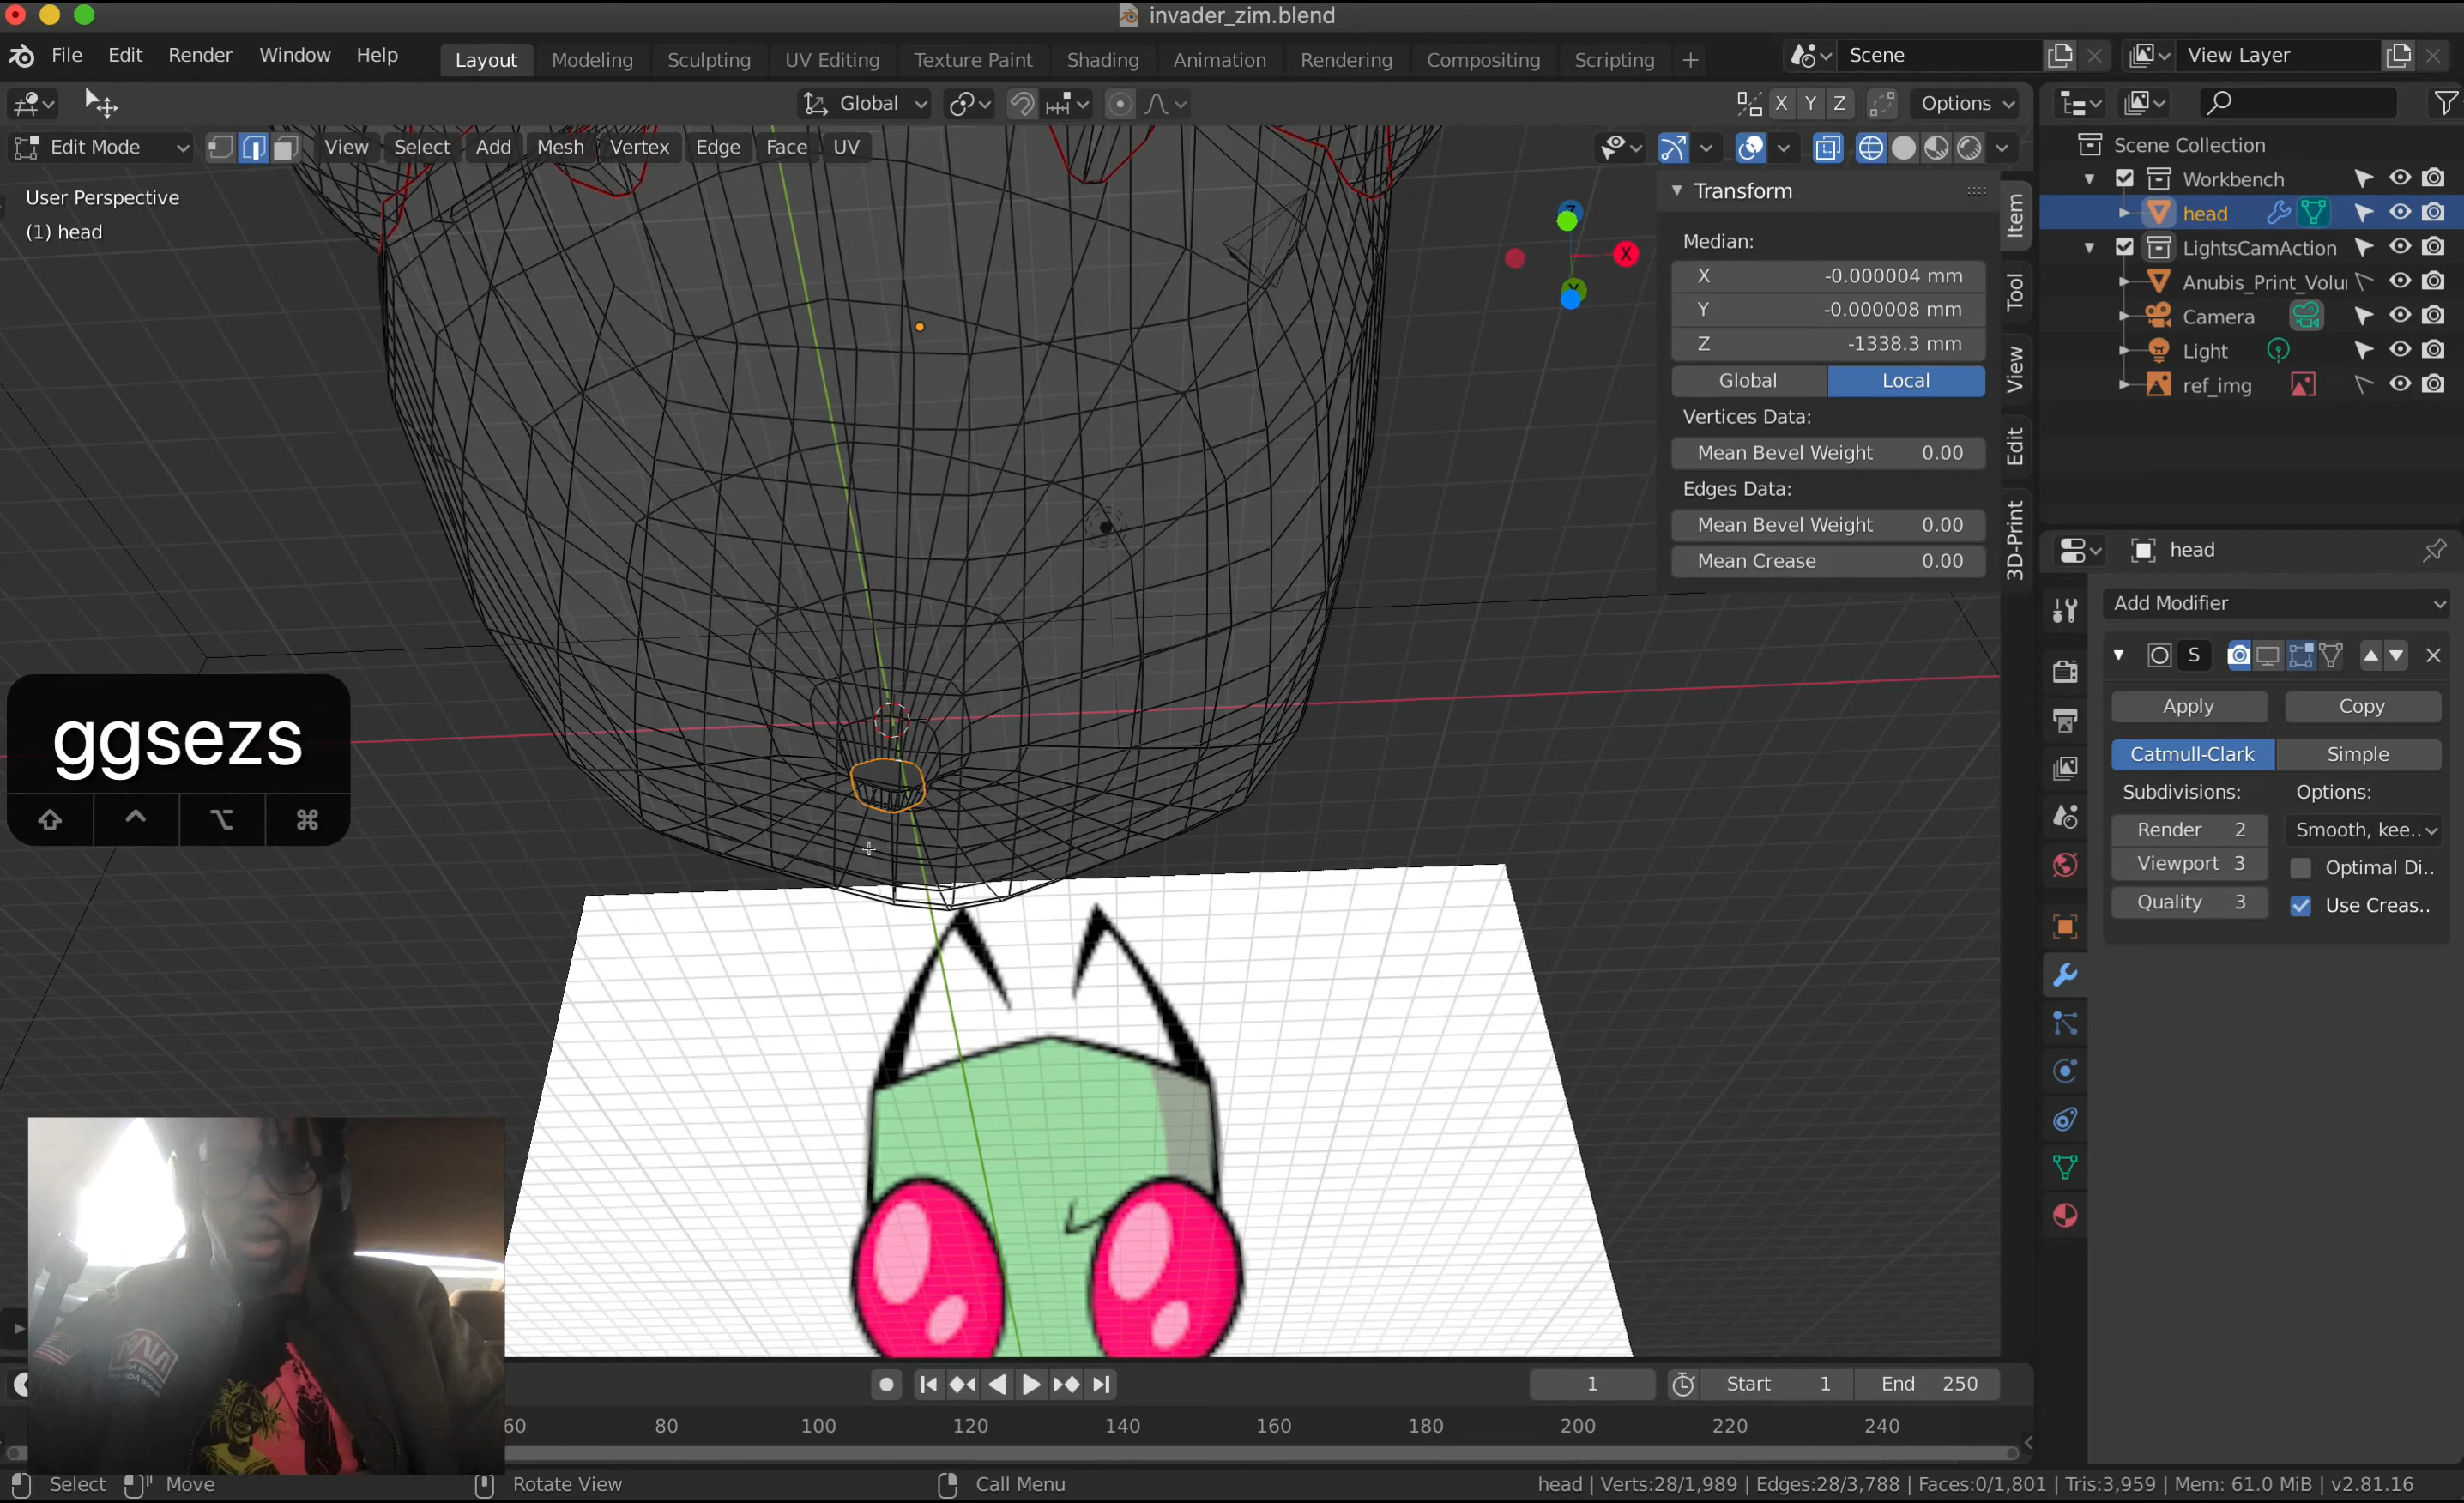 invader_zim.blend
File Edit Render Window Help Layout Modeling Sculpting UV Editing Texture Paint Shading Animation Rendering Compositing Scripting + Scene View Layer
Global X Y Z Options
Edit Mode View Select Add Mesh Vertex Edge Face UV
User Perspective
(1) head
Z X Y
Transform
Median:
X -0.000004 mm
Y -0.000008 mm
Z -1338.3 mm
Global Local
Vertices Data:
Mean Bevel Weight 0.00
Edges Data:
Mean Bevel Weight 0.00
Mean Crease 0.00
Item
Tool
View
Edit
3D-Print
Scene Collection
Workbench
head
LightsCamAction
Anubis_Print_Volu
Camera
Light
ref_img
head
Add Modifier
S
Apply Copy
Catmull-Clark Simple
Subdivisions: Options:
Render 2 Smooth, kee..
Viewport 3 Optimal Di..
Quality 3 Use Creas..
ggsezs
1 Start 1 End 250
60 80 100 120 140 160 180 200 220 240
Select Move Rotate View Call Menu head | Verts:28/1,989 | Edges:28/3,788 | Faces:0/1,801 | Tris:3,959 | Mem: 61.0 MiB | v2.81.16